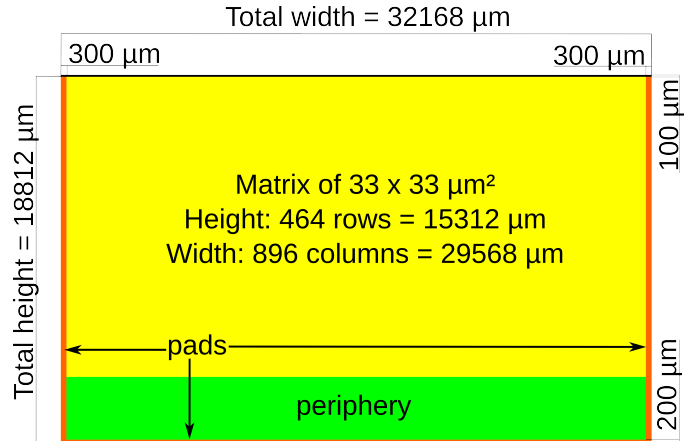 Total width = 32168 µm
300 µm
300 µm
Total height = 18812 µm
100 µm
Matrix of 33 x 33 µm²
Height: 464 rows = 15312 µm
Width: 896 columns = 29568 µm
pads
200 µm
periphery